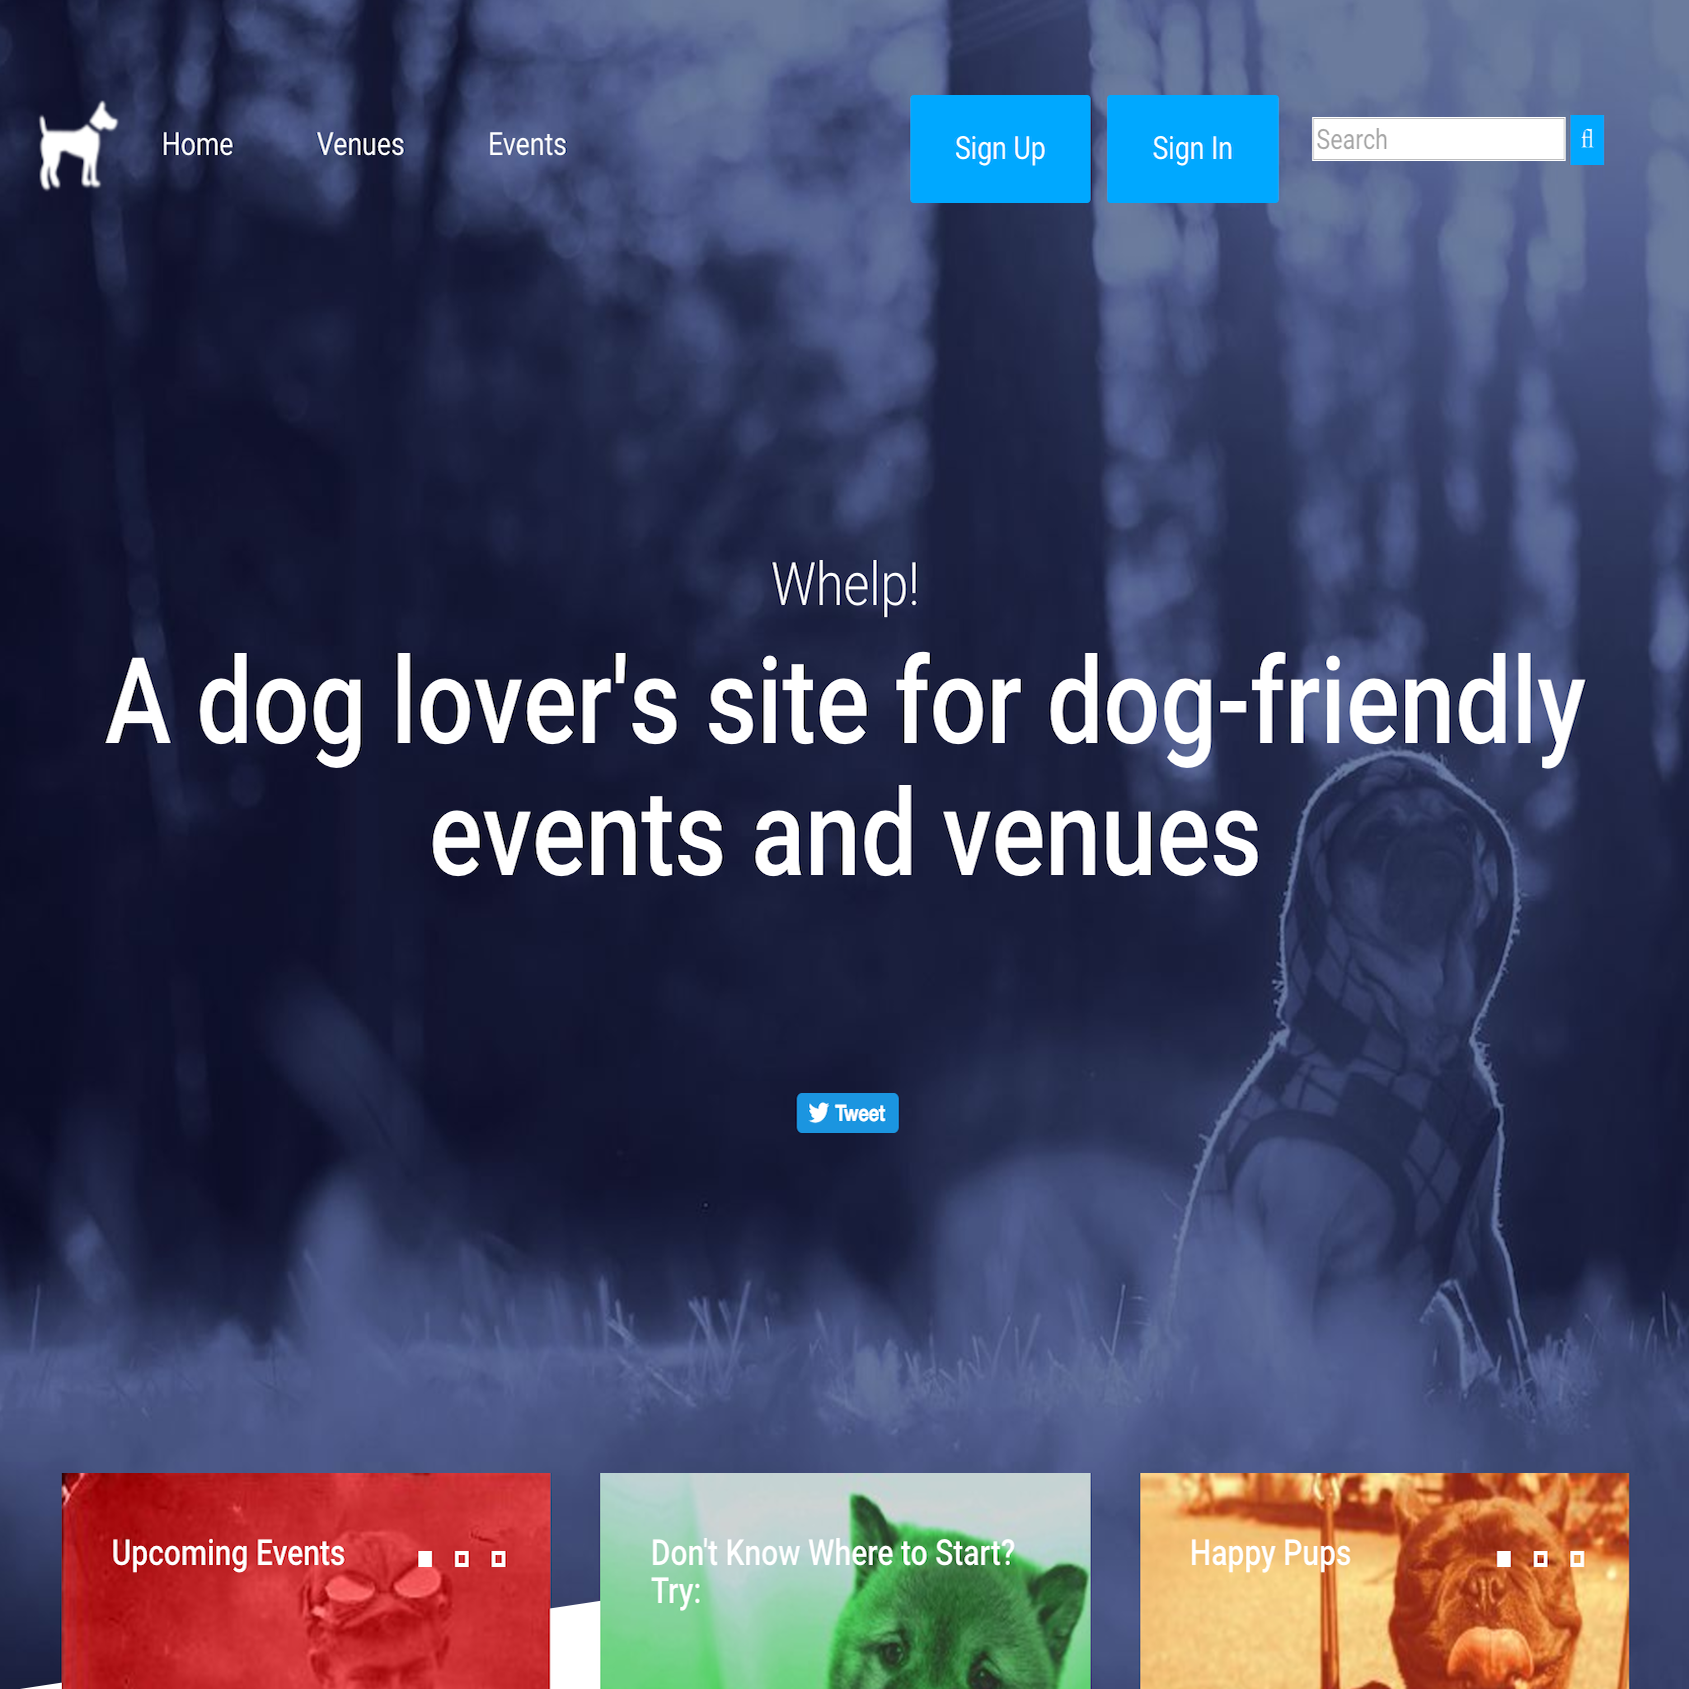 Home
Venues
Events
Sign Up
Sign In
Search
Whelp!
A dog lover's site for dog-friendly
events and venues
Tweet
Upcoming Events
Don't Know Where to Start?
Try:
Happy Pups